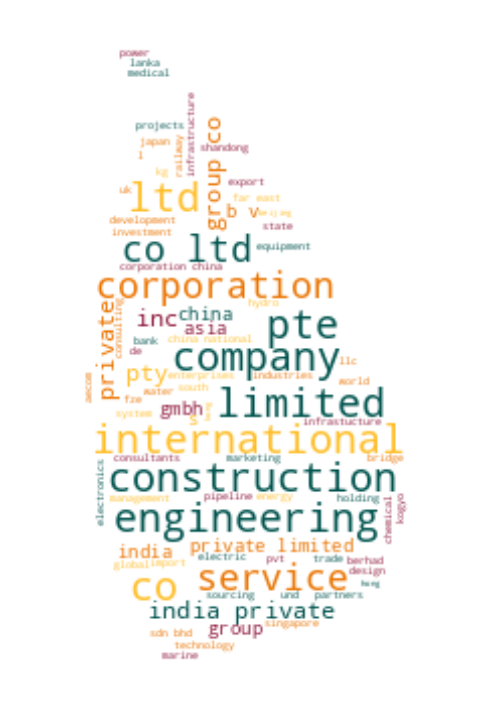 power
lanka
medical
infrastructure
projects
group co
japan
railway
shandong
l
kg
export
uk
ltd
far east
b v
beijing
development
state
investment
co ltd
equipment
corporation china
corporation
private
consulting
hydro
inc
china
asia
pte
bank
china national
de
company
llc
pty
enterprises
industries
world
aecom
south
water
fze
gmbh
limited
system
s
infrastucture
international
consultants
marketing
bridge
electronics
construction
management
pipeline
energy
holding
chemical
kogyo
engineering
india
private limited
electric
pvt
trade
berhad
global
import
design
co
service
hong
sourcing
und
partners
india private
group
singapore
sdn bhd
technology
marine